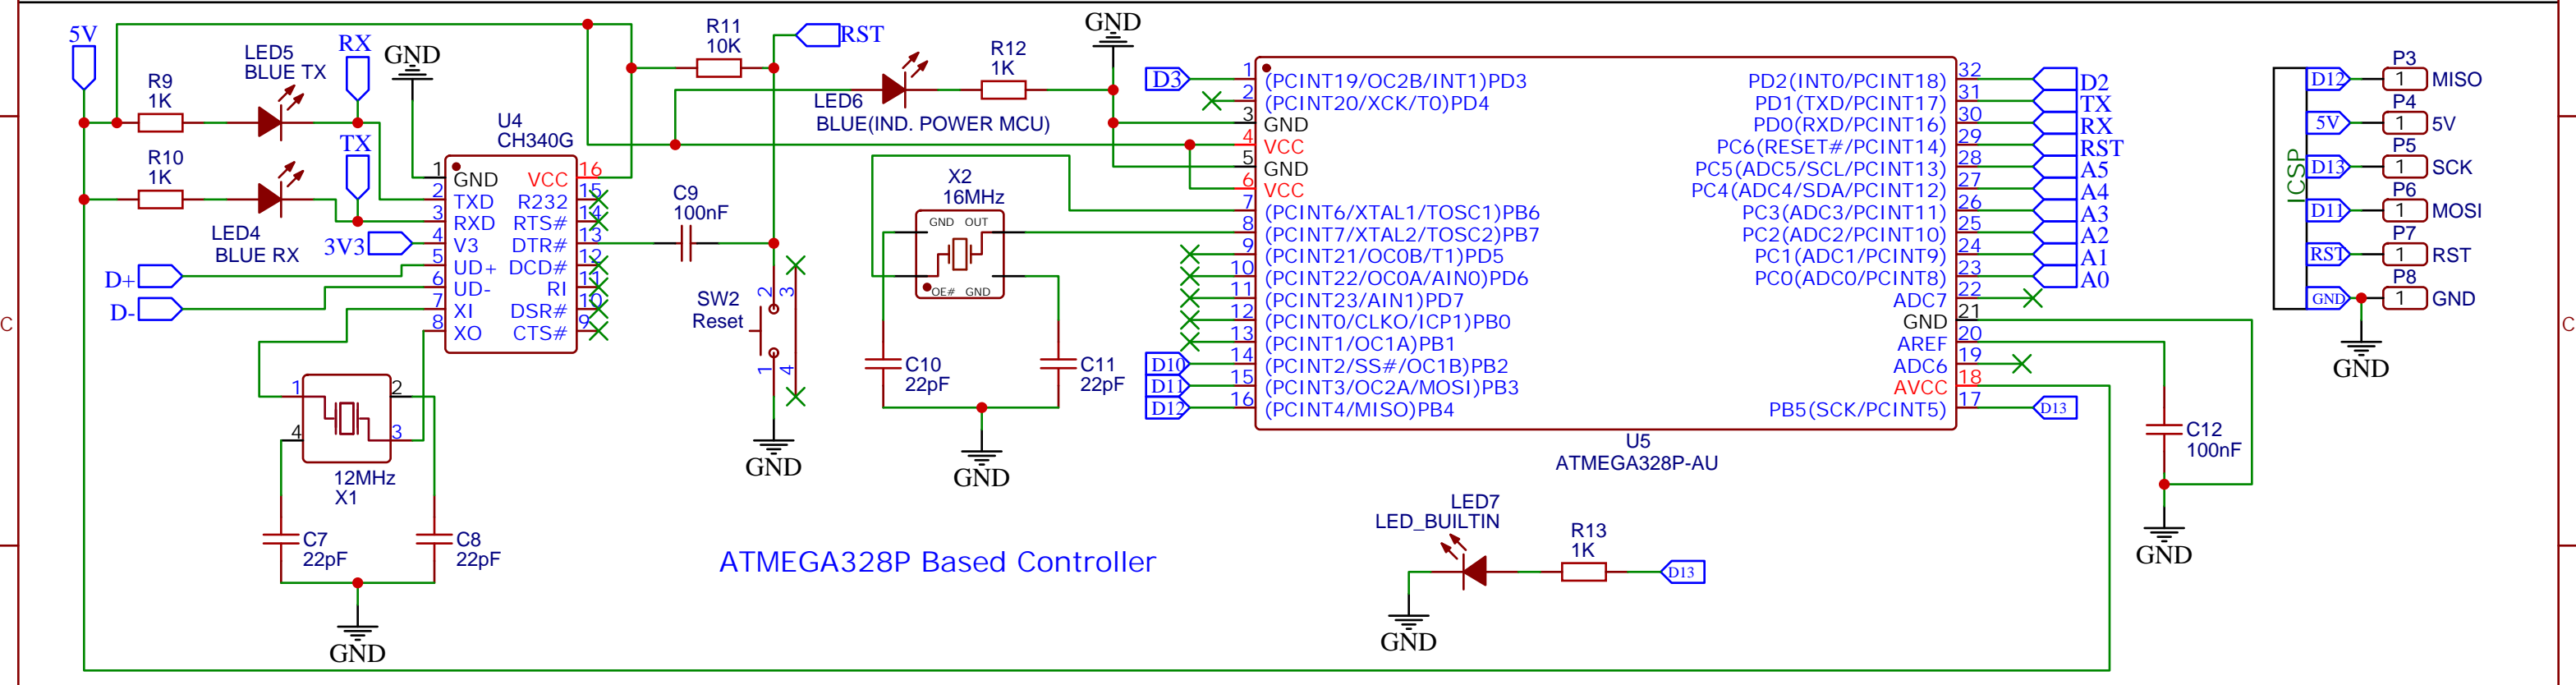 5V
R9
1K
LED5
BLUE TX
RX
GND
R10
1K
LED4
BLUE RX
TX
3V3
D+
D-
U4
CH340G
1 GND
2 TXD
3 RXD
4 V3
5 UD+
6 UD-
7 XI
8 XO
VCC 16
R232 15
RTS# 14
DTR# 13
DCD# 12
RI 11
DSR# 10
CTS# 9
1
2
3
4
12MHz
X1
C7
22pF
C8
22pF
GND
R11
10K
RST
C9
100nF
SW2
Reset
2
3
1
4
GND
LED6
BLUE(IND. POWER MCU)
R12
1K
GND
X2
16MHz
GND OUT
OE# GND
C10
22pF
C11
22pF
GND
D3
D10
D11
D12
1 (PCINT19/OC2B/INT1)PD3
2 (PCINT20/XCK/T0)PD4
3 GND
4 VCC
5 GND
6 VCC
7 (PCINT6/XTAL1/TOSC1)PB6
8 (PCINT7/XTAL2/TOSC2)PB7
9 (PCINT21/OC0B/T1)PD5
10 (PCINT22/OC0A/AIN0)PD6
11 (PCINT23/AIN1)PD7
12 (PCINT0/CLKO/ICP1)PB0
13 (PCINT1/OC1A)PB1
14 (PCINT2/SS#/OC1B)PB2
15 (PCINT3/OC2A/MOSI)PB3
16 (PCINT4/MISO)PB4
PD2(INT0/PCINT18) 32 D2
PD1(TXD/PCINT17) 31 TX
PD0(RXD/PCINT16) 30 RX
PC6(RESET#/PCINT14) 29 RST
PC5(ADC5/SCL/PCINT13) 28 A5
PC4(ADC4/SDA/PCINT12) 27 A4
PC3(ADC3/PCINT11) 26 A3
PC2(ADC2/PCINT10) 25 A2
PC1(ADC1/PCINT9) 24 A1
PC0(ADC0/PCINT8) 23 A0
ADC7 22
GND 21
AREF 20
ADC6 19
AVCC 18
PB5(SCK/PCINT5) 17 D13
U5
ATMEGA328P-AU
C12
100nF
GND
LED7
LED_BUILTIN
R13
1K
D13
GND
ATMEGA328P Based Controller
ICSP
P3
D12 1 MISO
P4
5V 1 5V
P5
D13 1 SCK
P6
D11 1 MOSI
P7
RST 1 RST
P8
GND 1 GND
GND
C
C